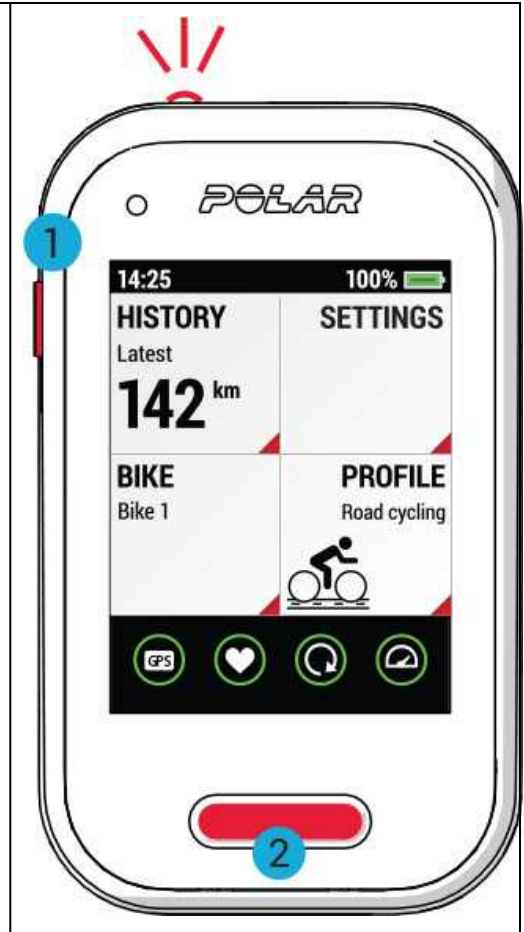 POLAR
1
14:25 100%
HISTORY SETTINGS
Latest
142 km
BIKE PROFILE
Bike 1 Road cycling
GPS
2